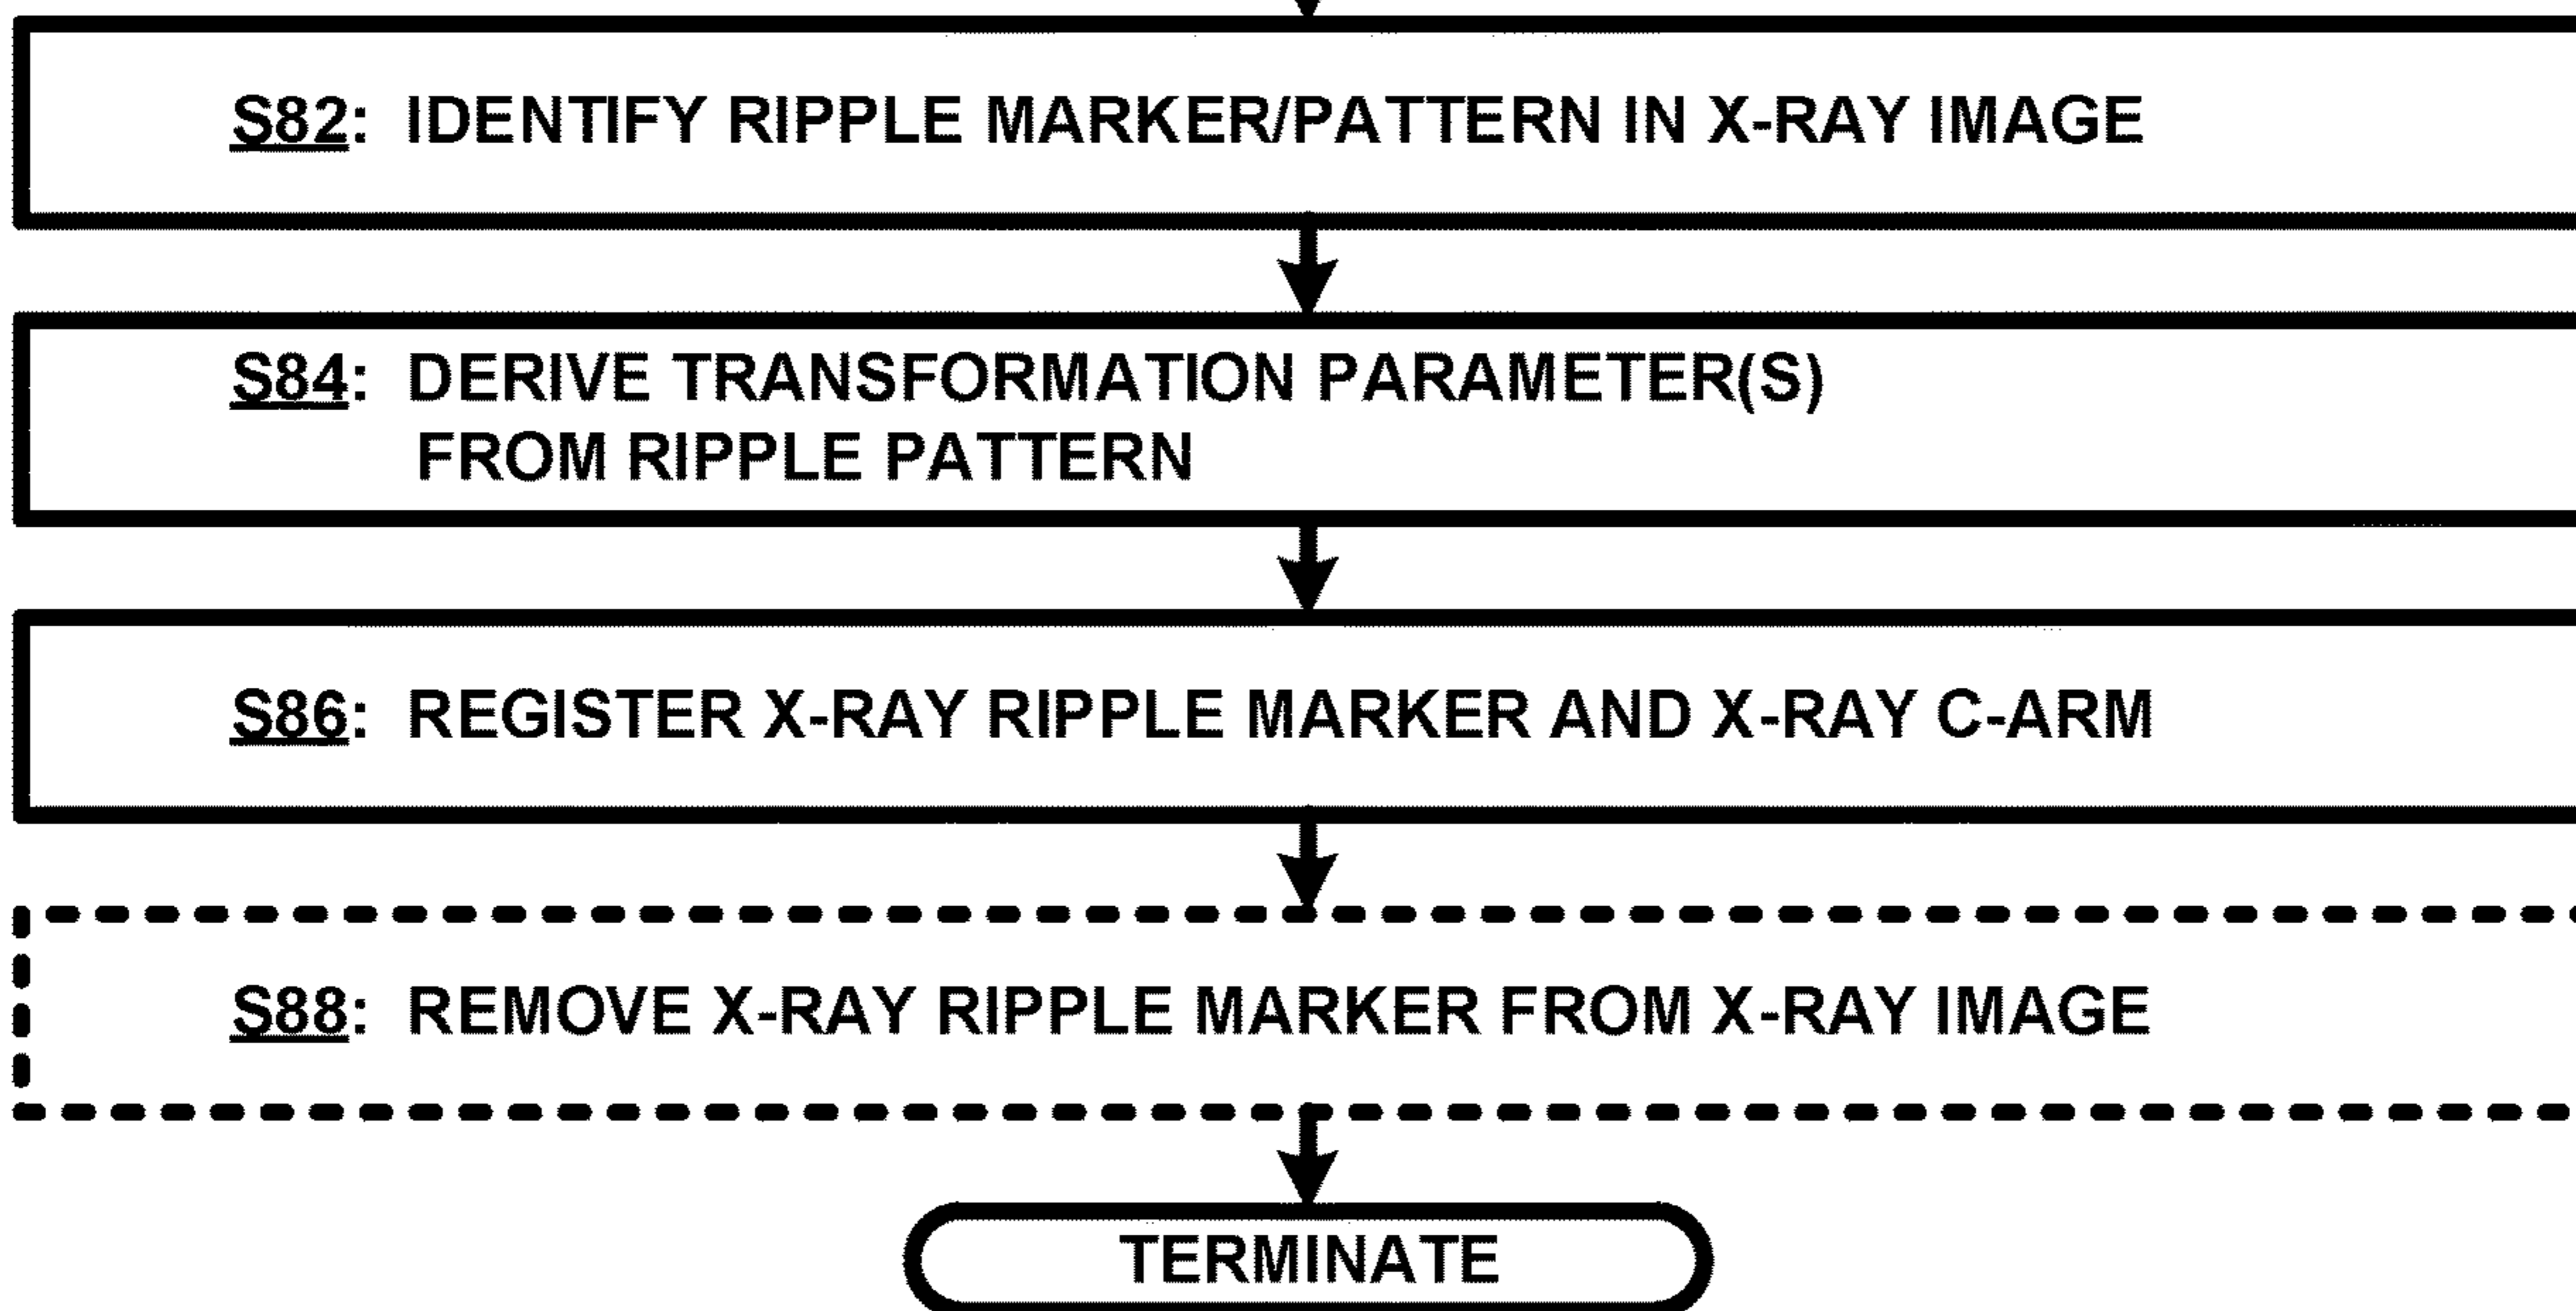 S82: IDENTIFY RIPPLE MARKER/PATTERN IN X-RAY IMAGE
S84: DERIVE TRANSFORMATION PARAMETER(S)
FROM RIPPLE PATTERN
S86: REGISTER X-RAY RIPPLE MARKER AND X-RAY C-ARM
S88: REMOVE X-RAY RIPPLE MARKER FROM X-RAY IMAGE
TERMINATE